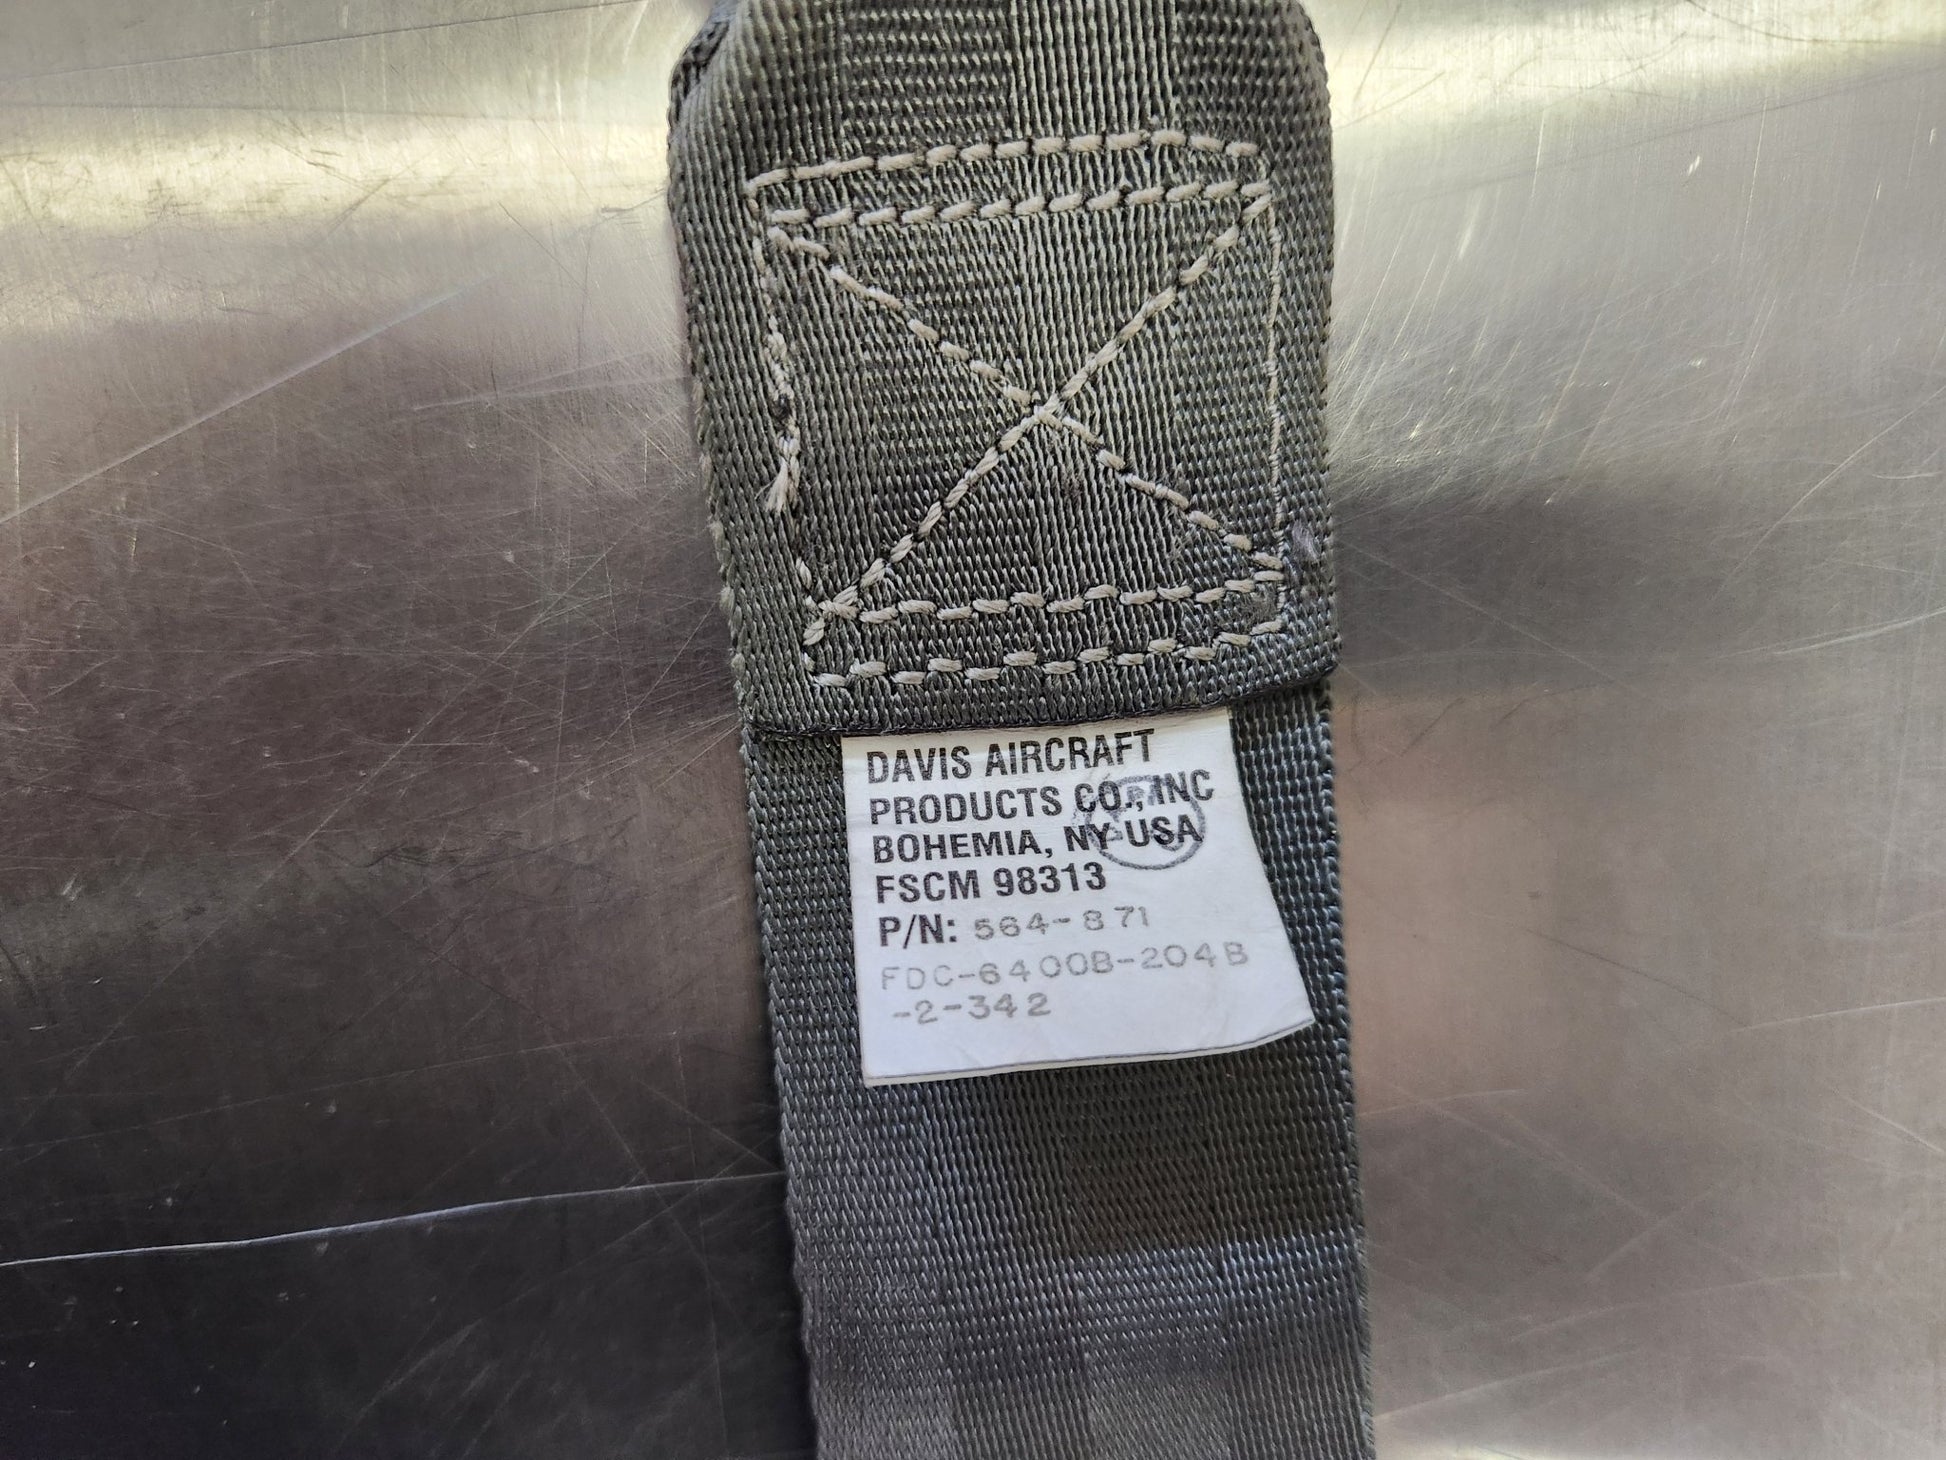 DAVIS AIRCRAFT
PRODUCTS CO., INC
BOHEMIA, NY USA
FSCM 98313
P/N: 564-871
FDC-6400B-204B
-2-342